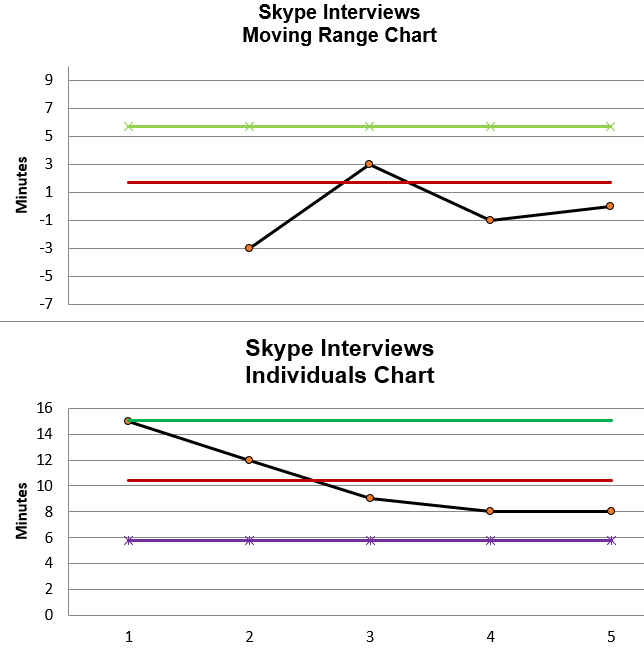 Skype Interviews
Moving Range Chart
Minutes
9
7
5
3
1
-1
-3
-5
-7
Skype Interviews
Individuals Chart
Minutes
16
14
12
10
8
6
4
2
0
1 2 3 4 5